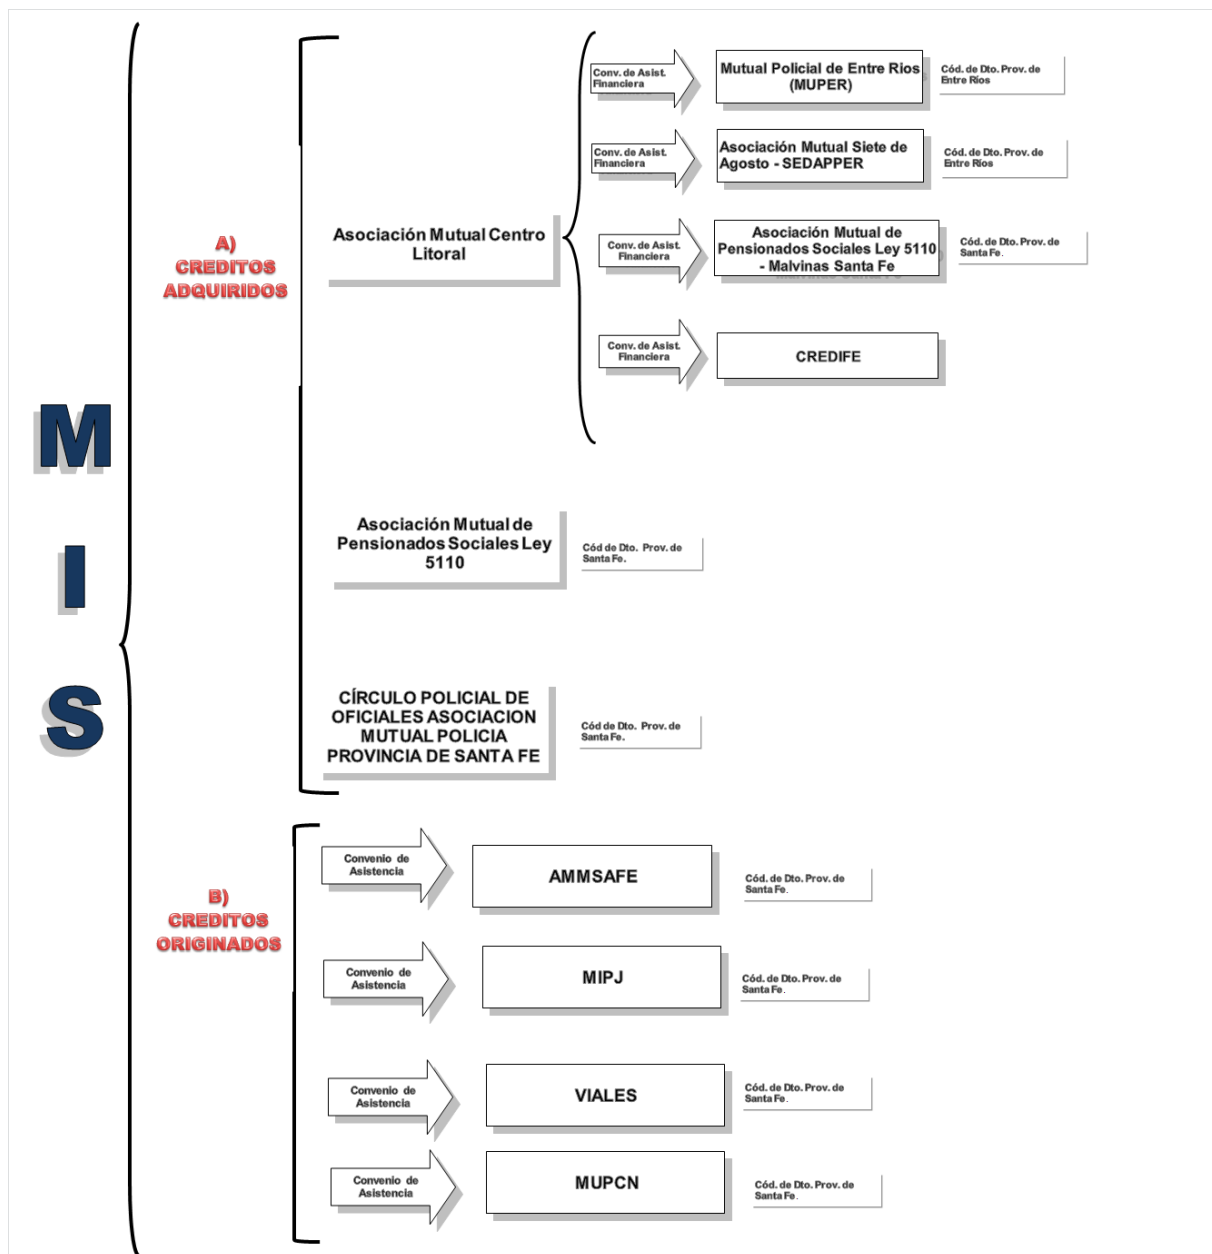 M
I
S
A)
CREDITOS
ADQUIRIDOS
Asociación Mutual Centro
Litoral
Conv. de Asist.
Financiera
Mutual Policial de Entre Rios
(MUPER)
Cód. de Dto. Prov. de
Entre Ríos
Conv. de Asist.
Financiera
Asociación Mutual Siete de
Agosto - SEDAPPER
Cód. de Dto. Prov. de
Entre Ríos
Conv. de Asist.
Financiera
Asociación Mutual de
Pensionados Sociales Ley 5110
- Malvinas Santa Fe
Cód. de Dto. Prov. de
Santa Fe.
Conv. de Asist.
Financiera
CREDIFE
Asociación Mutual de
Pensionados Sociales Ley
5110
Cód de Dto. Prov. de
Santa Fe.
CÍRCULO POLICIAL DE
OFICIALES ASOCIACION
MUTUAL POLICIA
PROVINCIA DE SANTA FE
Cód de Dto. Prov. de
Santa Fe.
B)
CREDITOS
ORIGINADOS
Convenio de
Asistencia
AMMSAFE
Cód. de Dto. Prov. de
Santa Fe.
Convenio de
Asistencia
MIPJ
Cód. de Dto. Prov. de
Santa Fe.
Convenio de
Asistencia
VIALES
Cód. de Dto. Prov. de
Santa Fe.
Convenio de
Asistencia
MUPCN
Cód. de Dto. Prov. de
Santa Fe.